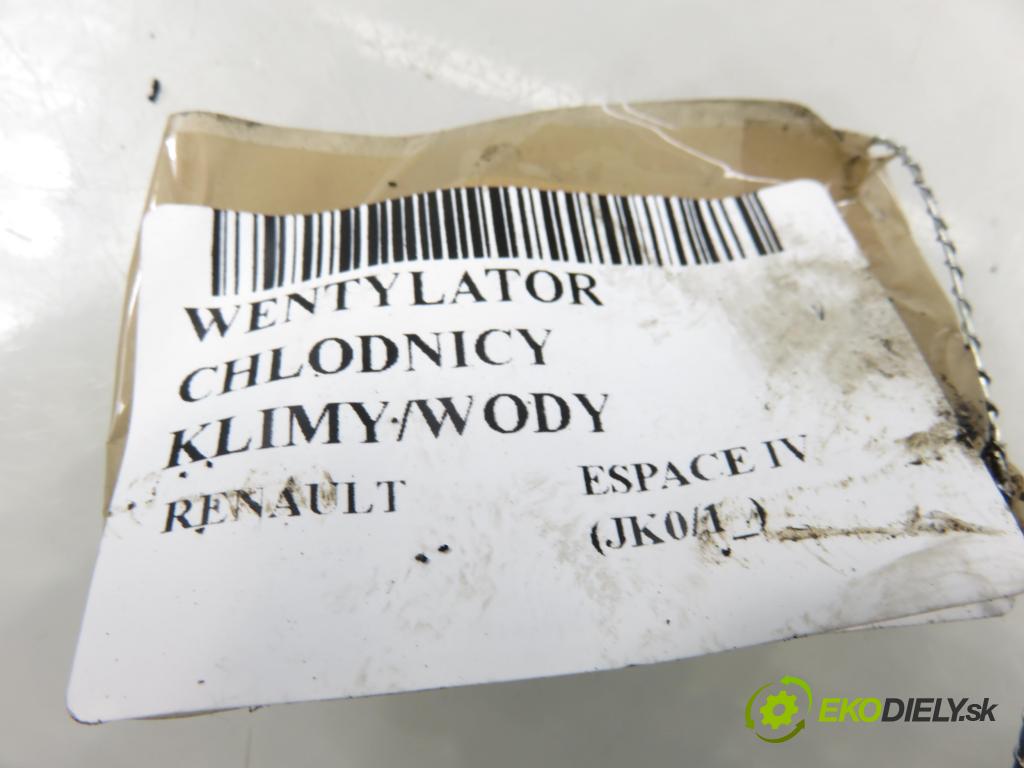 WENTYLATOR
CHLODNICY
KLIMY/WODY
RENAULT
ESPACE IV
(JK0/1_)
EKODIELY.sk